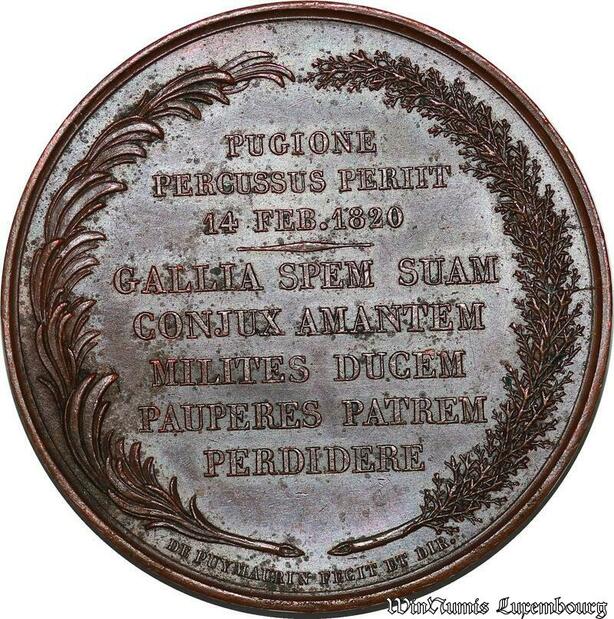 PUGIONE
PERCUSSUS PERIIT
14 FEB.1820
GALLIA SPEM SUAM
CONJUX AMANTEM
MILITES DUCEM
PAUPERES PATREM
PERDIDERE
DE PUYMAURIN FECIT ET DIR.
WinNumis Luxembourg